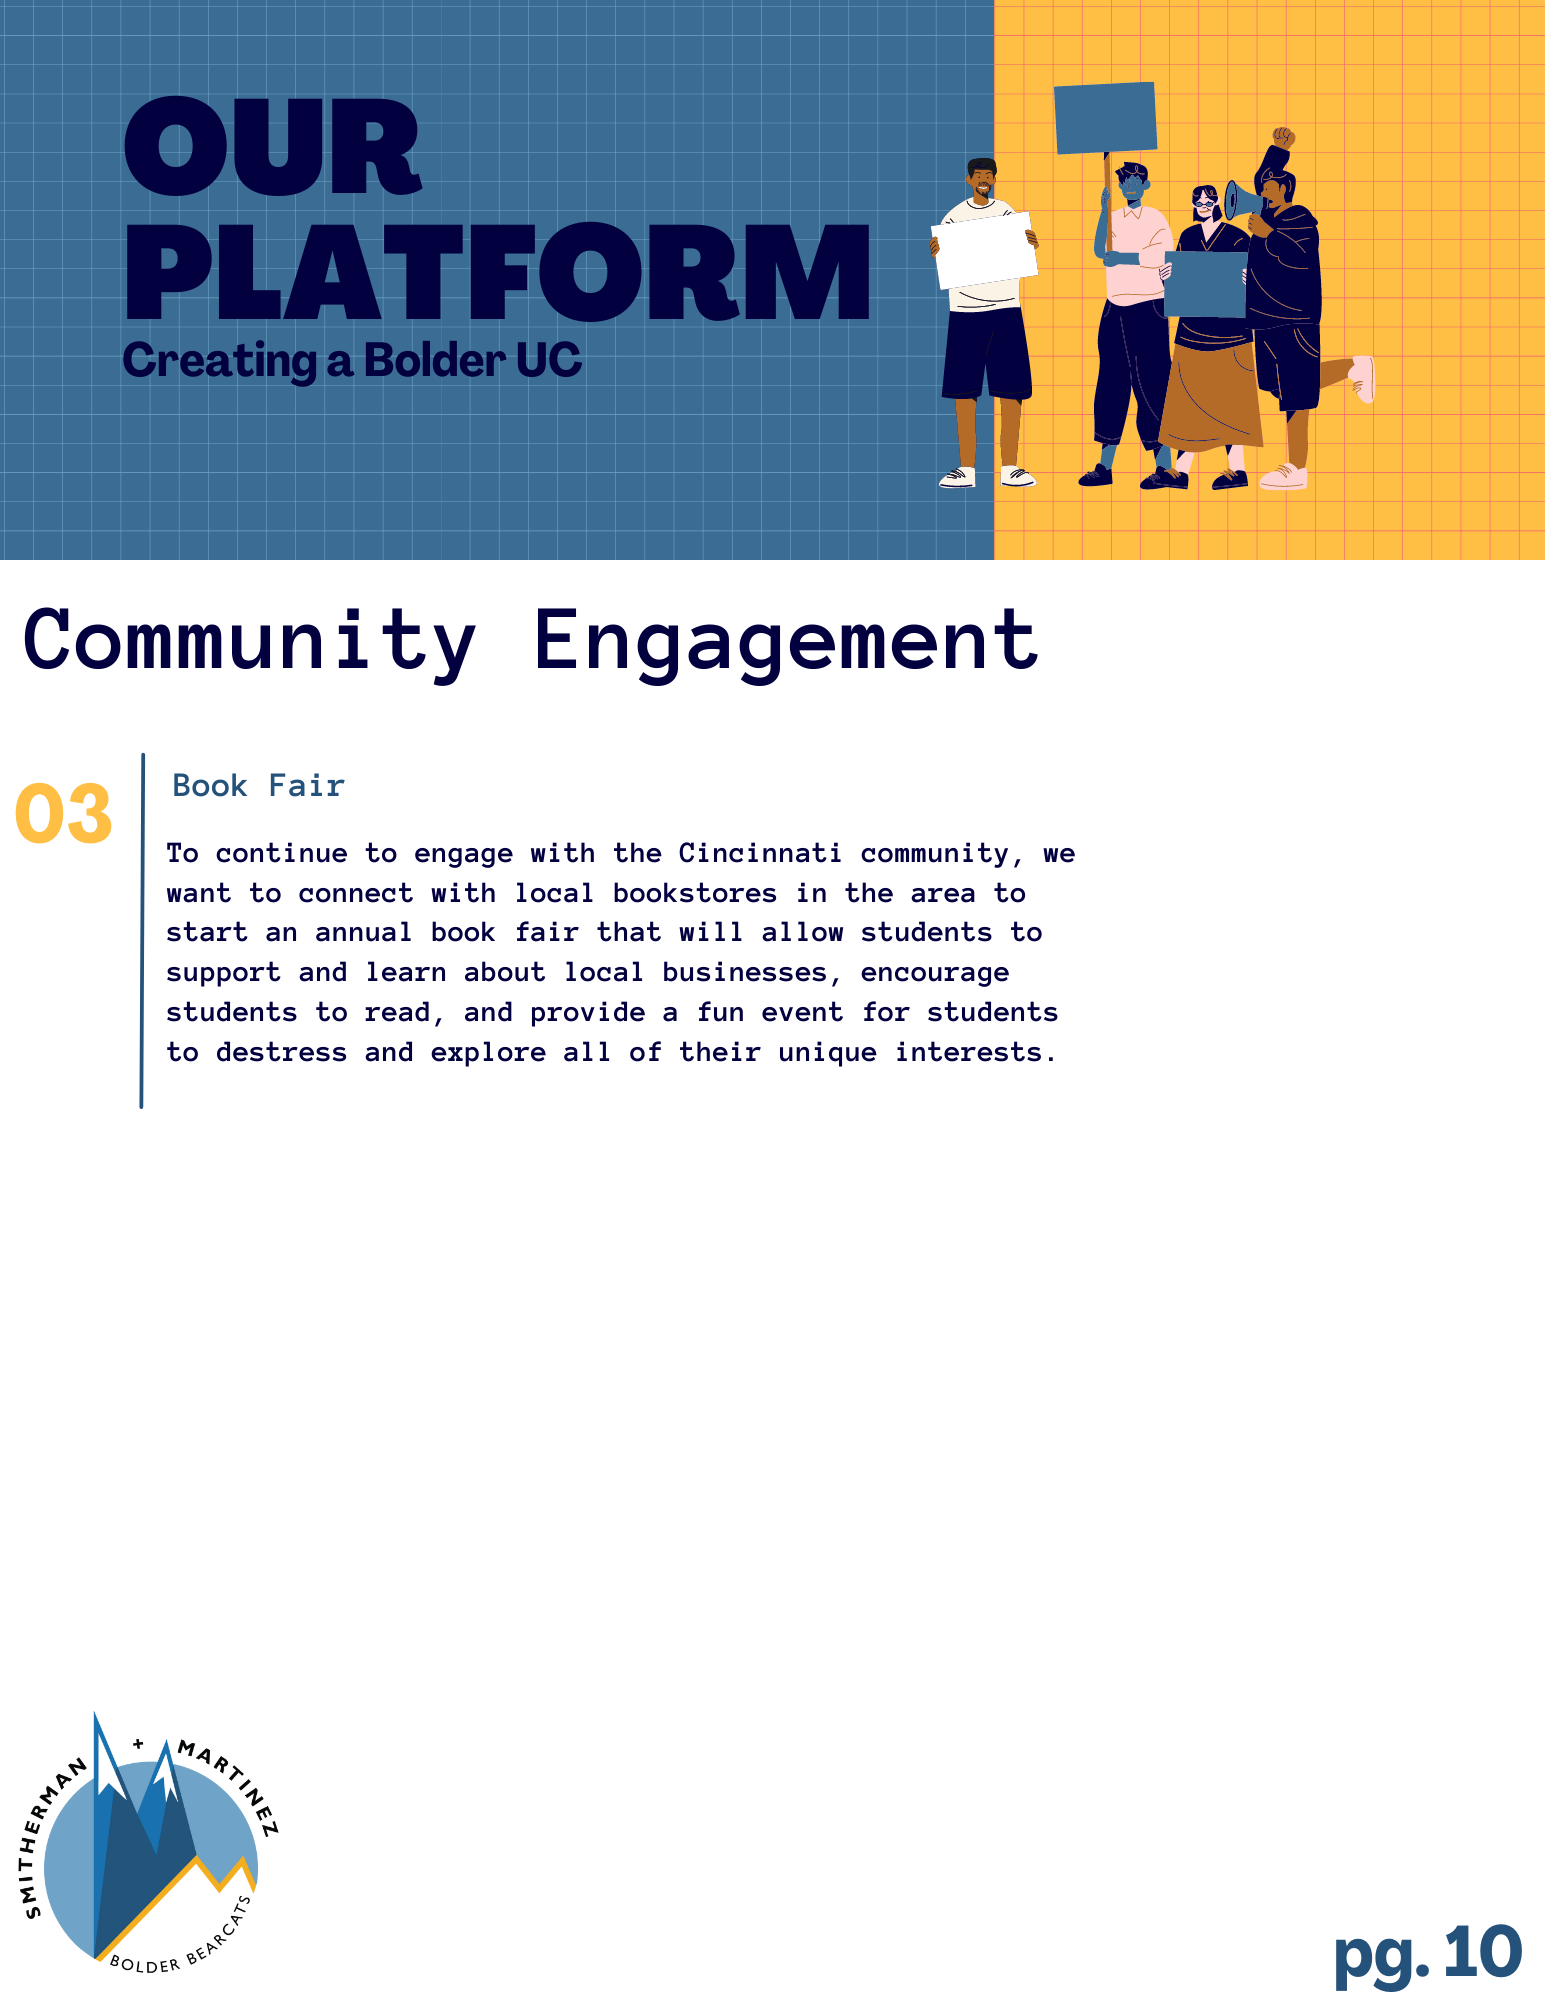 OUR
PLATFORM
Creating a Bolder UC
Community Engagement
03
Book Fair
To continue to engage with the Cincinnati community, we
want to connect with local bookstores in the area to
start an annual book fair that will allow students to
support and learn about local businesses, encourage
students to read, and provide a fun event for students
to destress and explore all of their unique interests.
SMITHERMAN + MARTINEZ
BOLDER BEARCATS
pg. 10